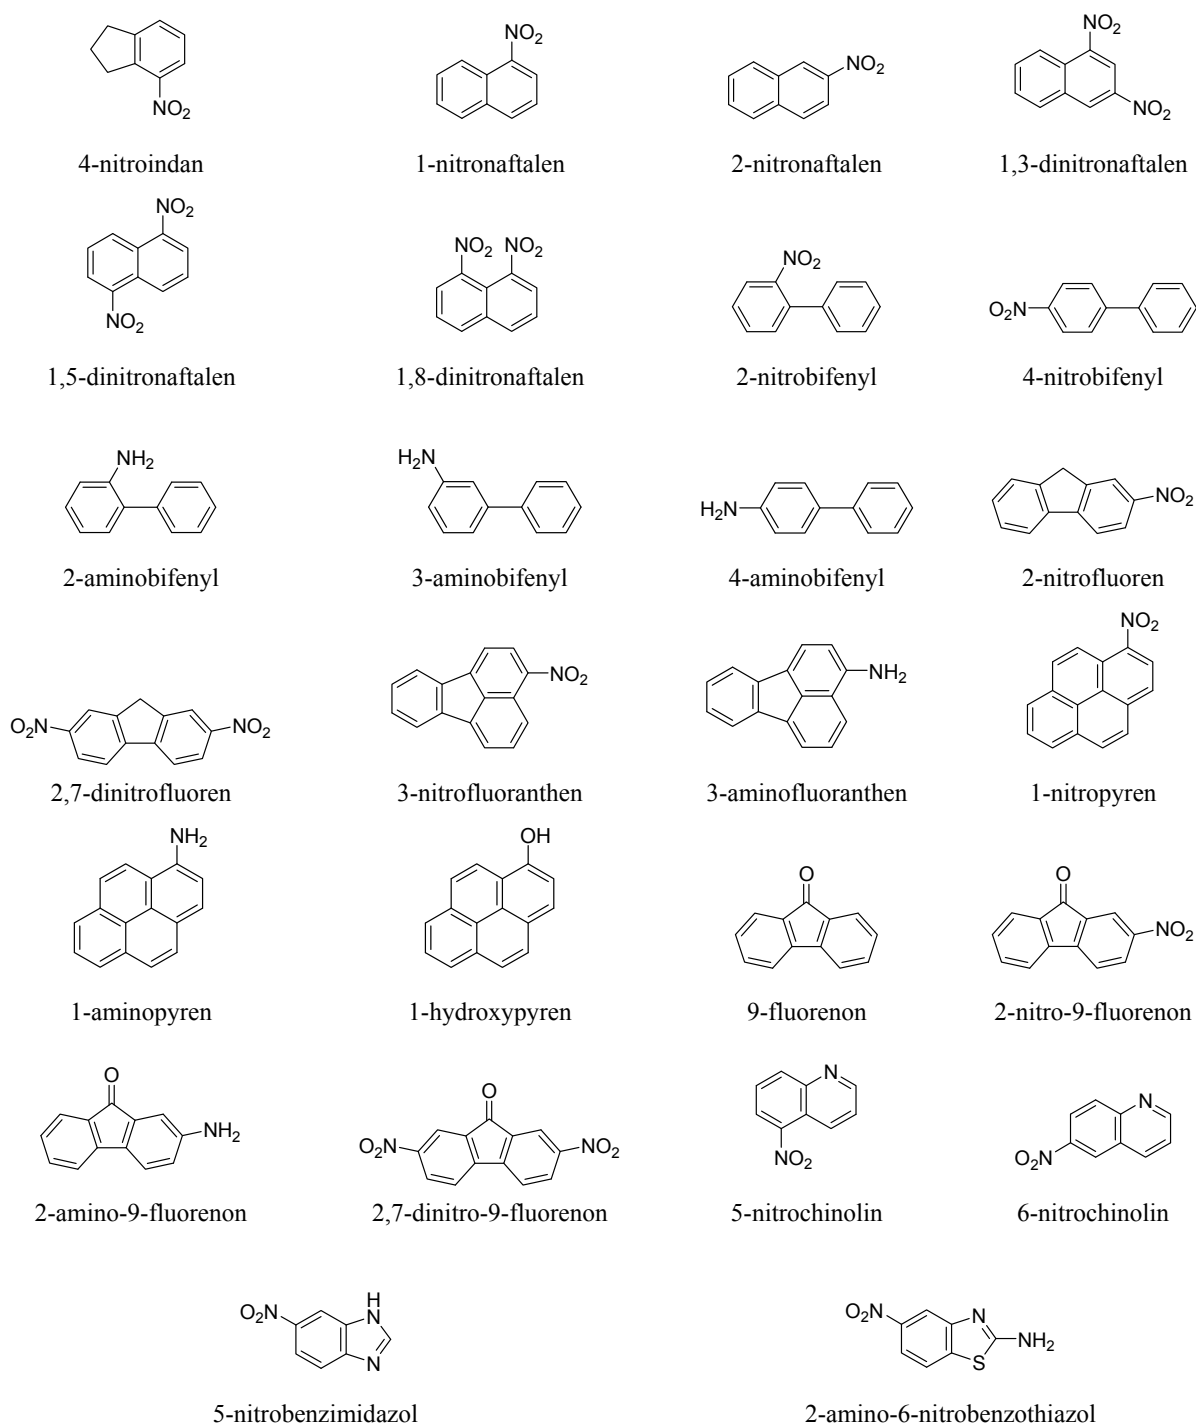 NO2 NO2 NO2 NO2
NO2 NO2
4-nitroindan 1-nitronaftalen 2-nitronaftalen 1,3-dinitronaftalen
NO2 NO2 NO2 NO2 O2N
NO2
1,5-dinitronaftalen 1,8-dinitronaftalen 2-nitrobifenyl 4-nitrobifenyl
NH2 H2N H2N NO2
2-aminobifenyl 3-aminobifenyl 4-aminobifenyl 2-nitrofluoren
O2N NO2 NO2 NH2 NO2
2,7-dinitrofluoren 3-nitrofluoranthen 3-aminofluoranthen 1-nitropyren
NH2 OH O O NO2
1-aminopyren 1-hydroxypyren 9-fluorenon 2-nitro-9-fluorenon
O NH2 O O2N NO2 N NO2 N O2N
2-amino-9-fluorenon 2,7-dinitro-9-fluorenon 5-nitrochinolin 6-nitrochinolin
O2N H N N O2N N S NH2
5-nitrobenzimidazol 2-amino-6-nitrobenzothiazol